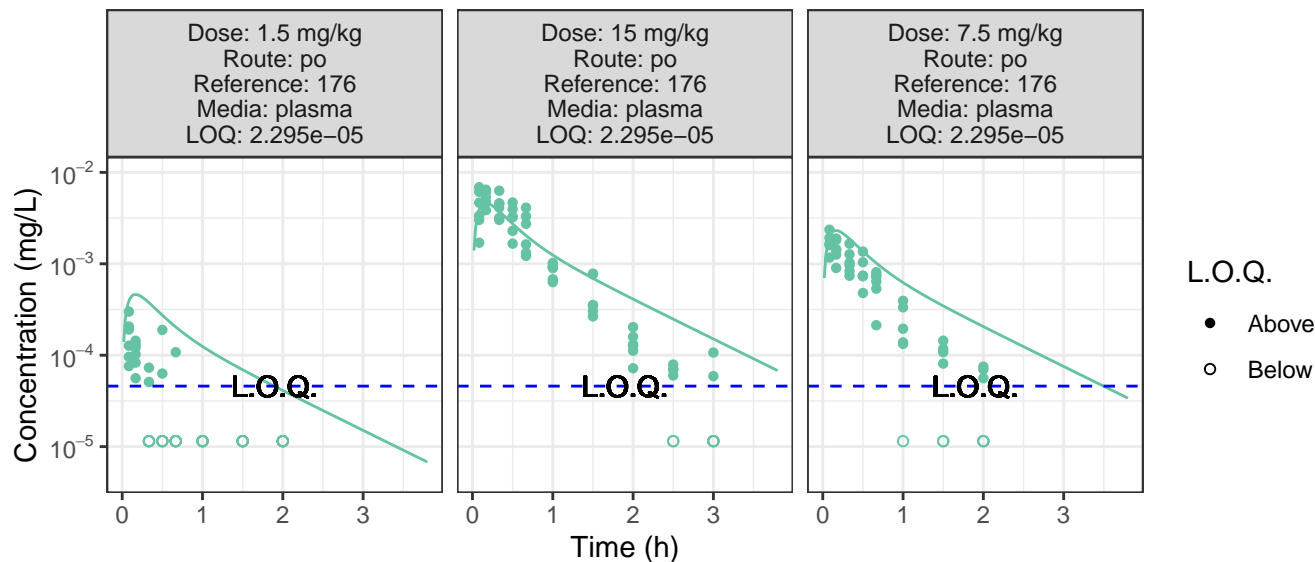 Dose: 1.5 mg/kg
Route: po
Reference: 176
Media: plasma
LOQ: 2.295e−05
Dose: 15 mg/kg
Route: po
Reference: 176
Media: plasma
LOQ: 2.295e−05
Dose: 7.5 mg/kg
Route: po
Reference: 176
Media: plasma
LOQ: 2.295e−05
Concentration (mg/L)
10⁻²
10⁻³
10⁻⁴
10⁻⁵
L.O.Q.
L.O.Q.
L.O.Q.
0 1 2 3
0 1 2 3
0 1 2 3
Time (h)
L.O.Q.
Above
Below